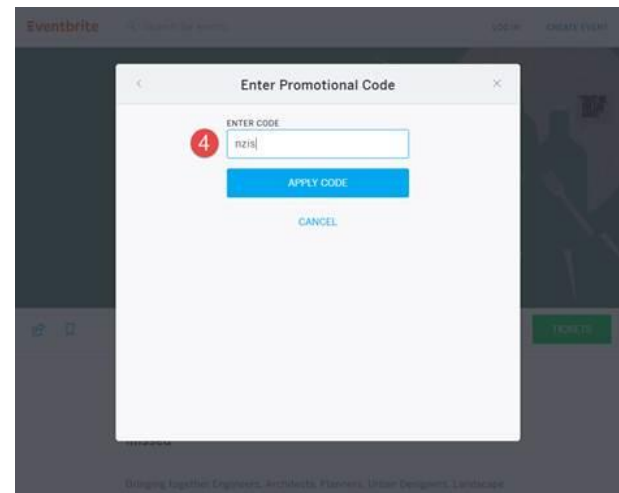 Eventbrite
LOG IN
CREATE EVENT
Enter Promotional Code
ENTER CODE
4
nzis
APPLY CODE
CANCEL
TICKETS
missed
Bringing together Engineers, Architects, Planners, Urban Designers, Landscape